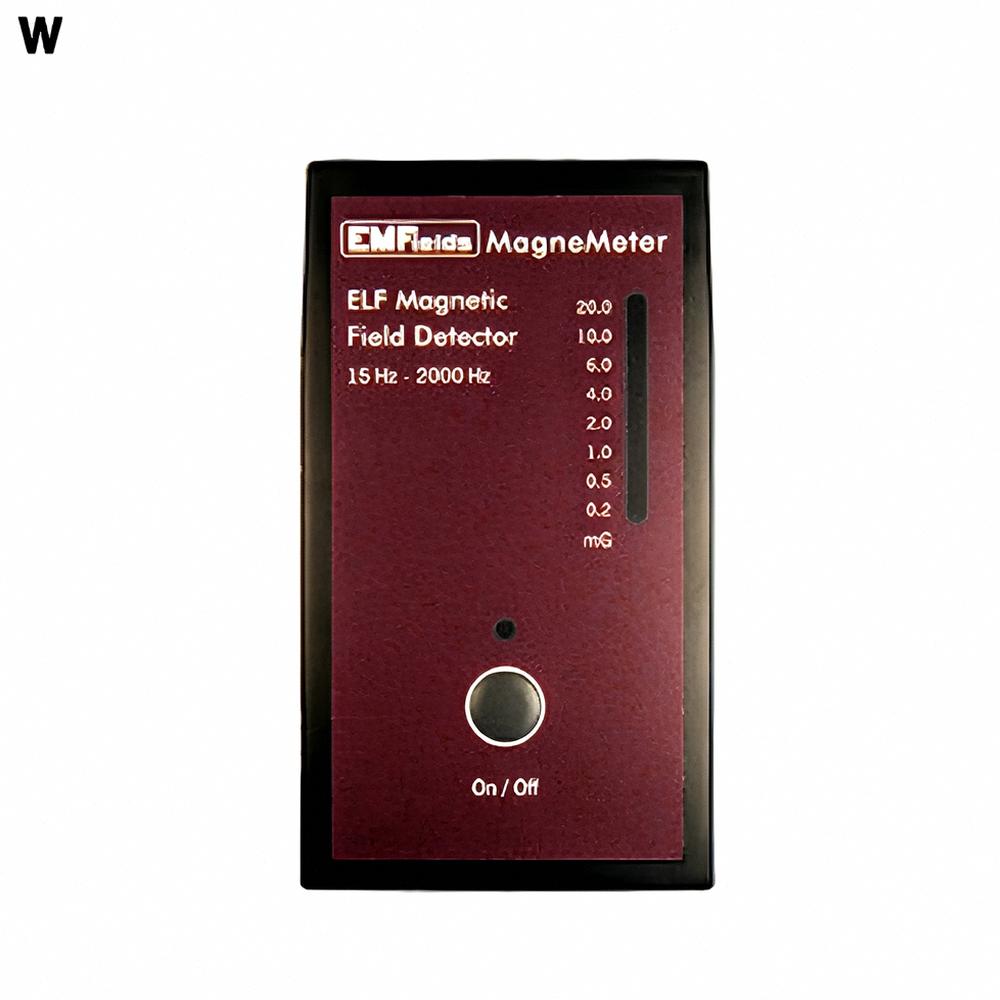 W
EMFields MagneMeter
ELF Magnetic
Field Detector
15 Hz - 2000 Hz
20.0
10.0
6.0
4.0
2.0
1.0
0.5
0.2
mG
On / Off